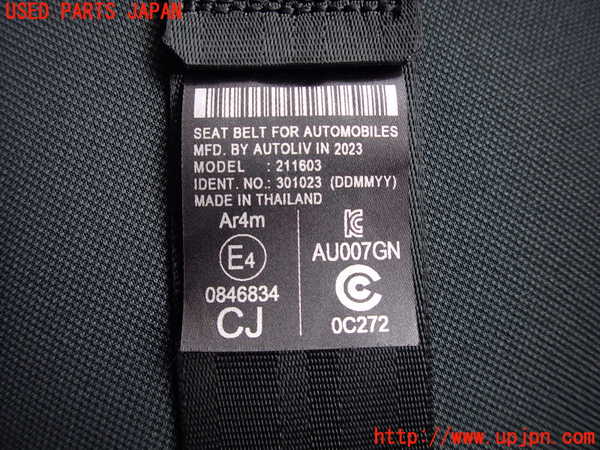 USED PARTS JAPAN
SEAT BELT FOR AUTOMOBILES
MFD. BY AUTOLIV IN 2023
MODEL : 211603
IDENT. NO.: 301023 (DDMMYY)
MADE IN THAILAND
Ar4m
E4
0846834
CJ
AU007GN
0C272
http://www.upjpn.com/